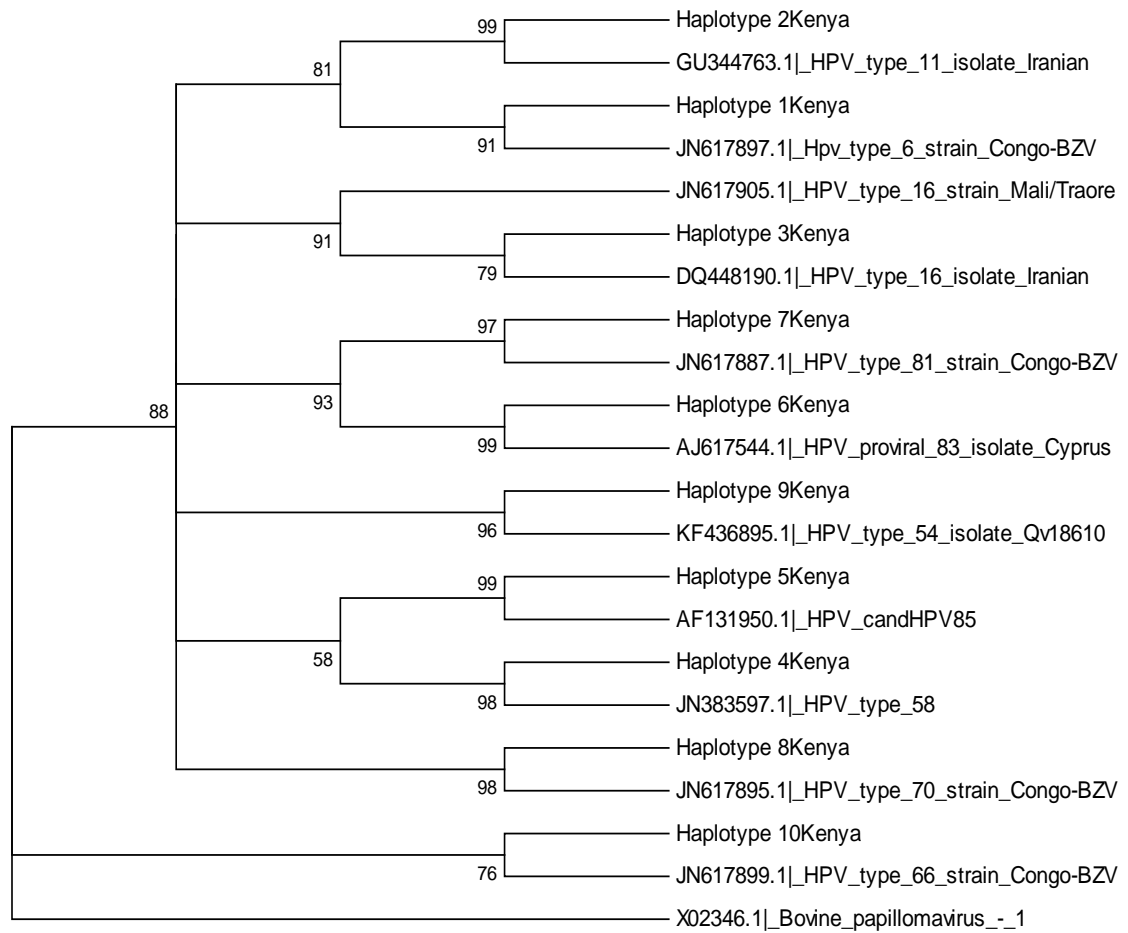 Haplotype 2Kenya
99
GU344763.1|_HPV_type_11_isolate_Iranian
81
Haplotype 1Kenya
91
JN617897.1|_Hpv_type_6_strain_Congo-BZV
JN617905.1|_HPV_type_16_strain_Mali/Traore
91
Haplotype 3Kenya
79
DQ448190.1|_HPV_type_16_isolate_Iranian
Haplotype 7Kenya
97
JN617887.1|_HPV_type_81_strain_Congo-BZV
93
88
Haplotype 6Kenya
99
AJ617544.1|_HPV_proviral_83_isolate_Cyprus
Haplotype 9Kenya
96
KF436895.1|_HPV_type_54_isolate_Qv18610
Haplotype 5Kenya
99
AF131950.1|_HPV_candHPV85
58
Haplotype 4Kenya
98
JN383597.1|_HPV_type_58
Haplotype 8Kenya
98
JN617895.1|_HPV_type_70_strain_Congo-BZV
Haplotype 10Kenya
76
JN617899.1|_HPV_type_66_strain_Congo-BZV
X02346.1|_Bovine_papillomavirus_-_1